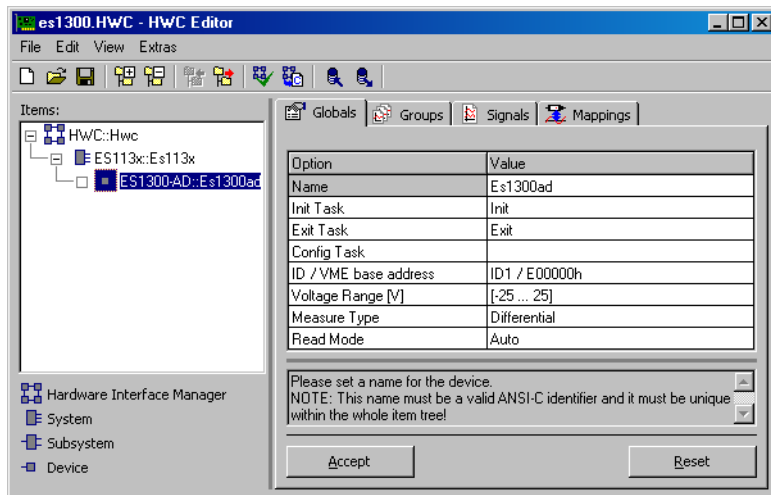 es1300.HWC - HWC Editor
File Edit View Extras
Items:
HWC::Hwc
ES113x::Es113x
ES1300-AD::Es1300ad
Hardware Interface Manager
System
Subsystem
Device
Globals Groups Signals Mappings
Option Value
Name Es1300ad
Init Task Init
Exit Task Exit
Config Task
ID / VME base address ID1 / E00000h
Voltage Range [V] [-25 ... 25]
Measure Type Differential
Read Mode Auto
Please set a name for the device.
NOTE: This name must be a valid ANSI-C identifier and it must be unique
within the whole item tree!
Accept Reset